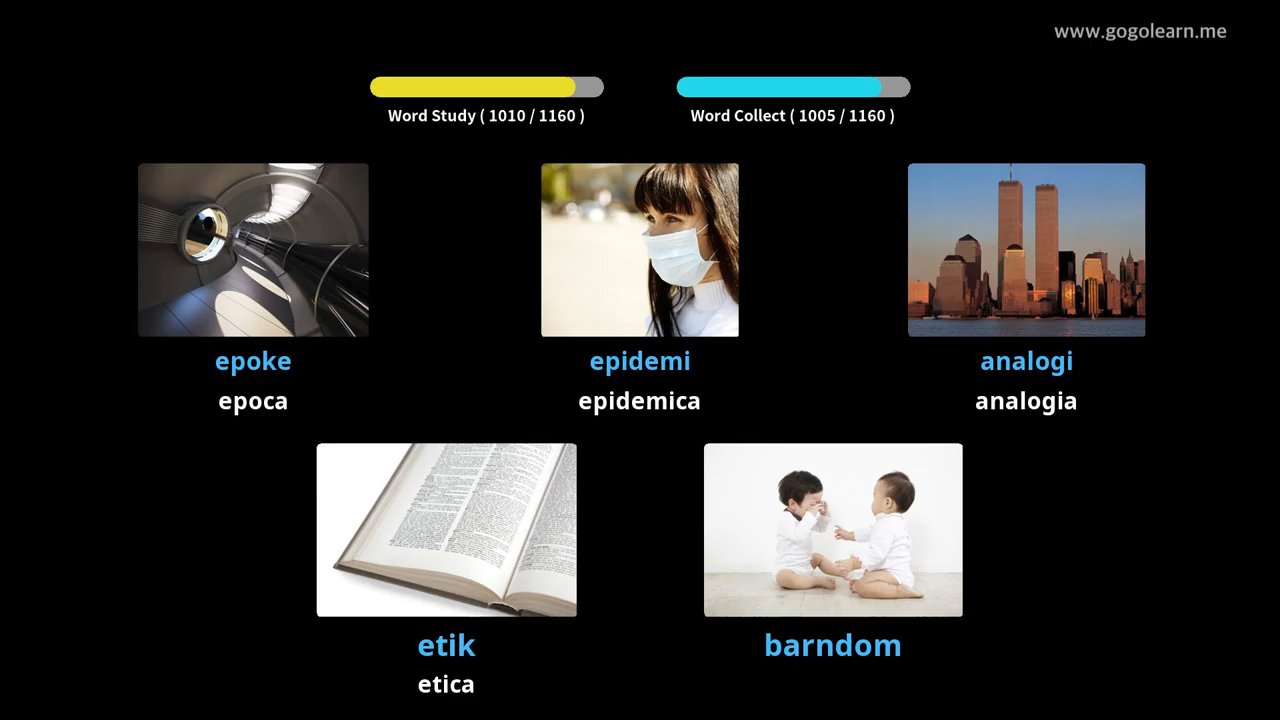 www.gogolearn.me
Word Study ( 1010 / 1160 )
Word Collect ( 1005 / 1160 )
epoke
epoca
epidemi
epidemica
analogi
analogia
etik
etica
barndom